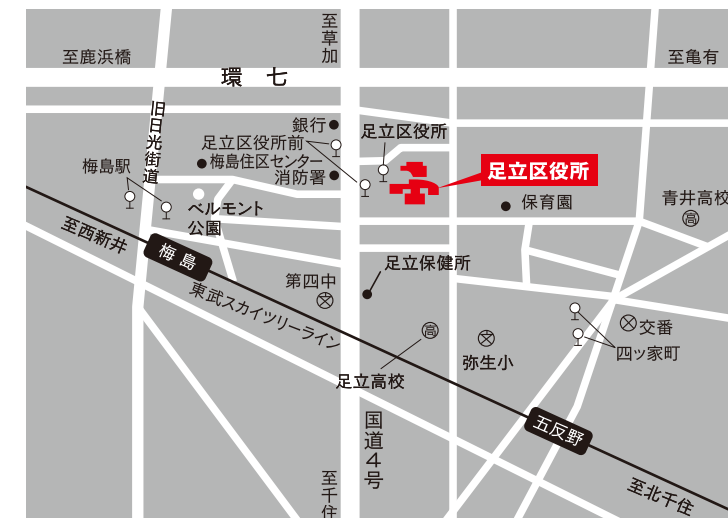 至草加
至鹿浜橋
至亀有
環 七
旧日光街道
銀行
足立区役所
足立区役所前
梅島住区センター
梅島駅
消防署
足立区役所
保育園
青井高校
高
ベルモント
公園
至西新井
梅島
足立保健所
第四中
文
東武スカイツリーライン
交番
四ッ家町
高
文
弥生小
足立高校
国道4号
五反野
至北千住
至千住